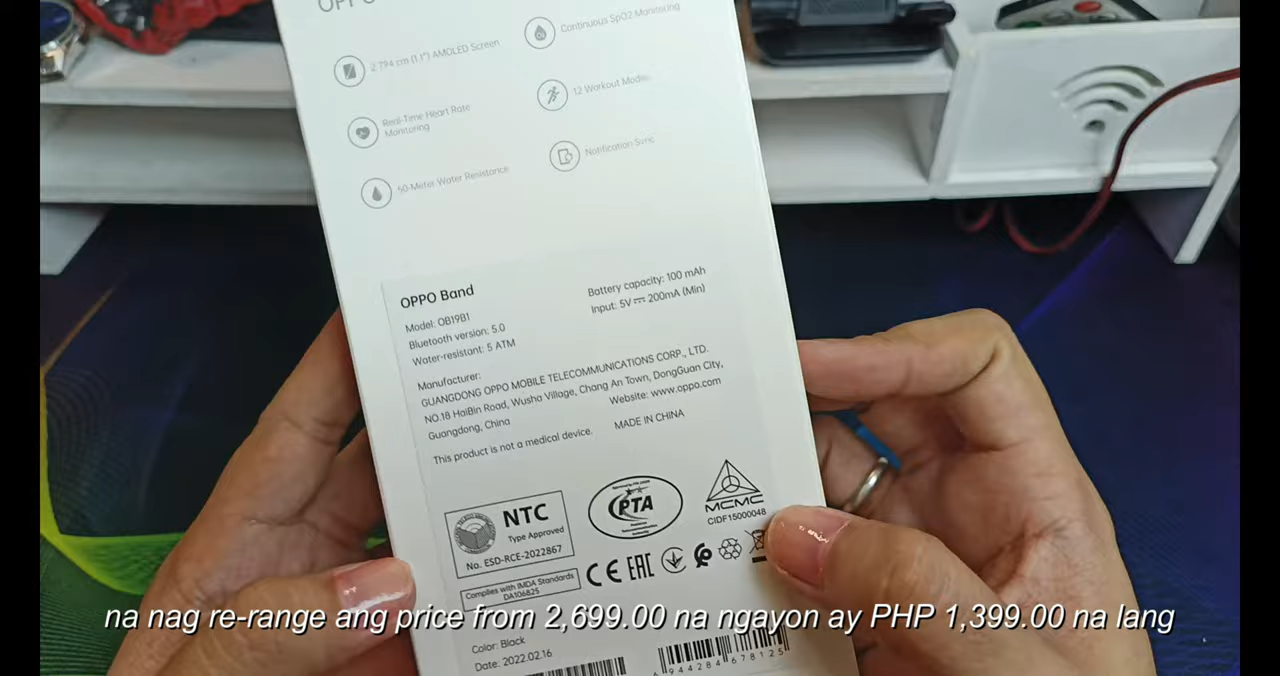 OPPO
2.794 cm (1.1") AMOLED Screen
Continuous SpO2 Monitoring
Real-Time Heart Rate
Monitoring
12 Workout Modes
50-Meter Water Resistance
Notification Sync
OPPO Band
Model: OB19B1
Bluetooth version: 5.0
Water-resistant: 5 ATM
Battery capacity: 100 mAh
Input: 5V⎓200mA (Min)
Manufacturer:
GUANGDONG OPPO MOBILE TELECOMMUNICATIONS CORP., LTD.
NO.18 HaiBin Road, Wusha Village, Chang An Town, DongGuan City,
Guangdong, China
Website: www.oppo.com
This product is not a medical device.
MADE IN CHINA
NTC
Type Approved
No. ESD-RCE-2022867
PTA
MCMC
CIDF15000048
Complies with IMDA Standards
DA106825
CE EAC
na nag re-range ang price from 2,699.00 na ngayon ay PHP 1,399.00 na lang
Color: Black
Date: 2022.02.16
944284 678125